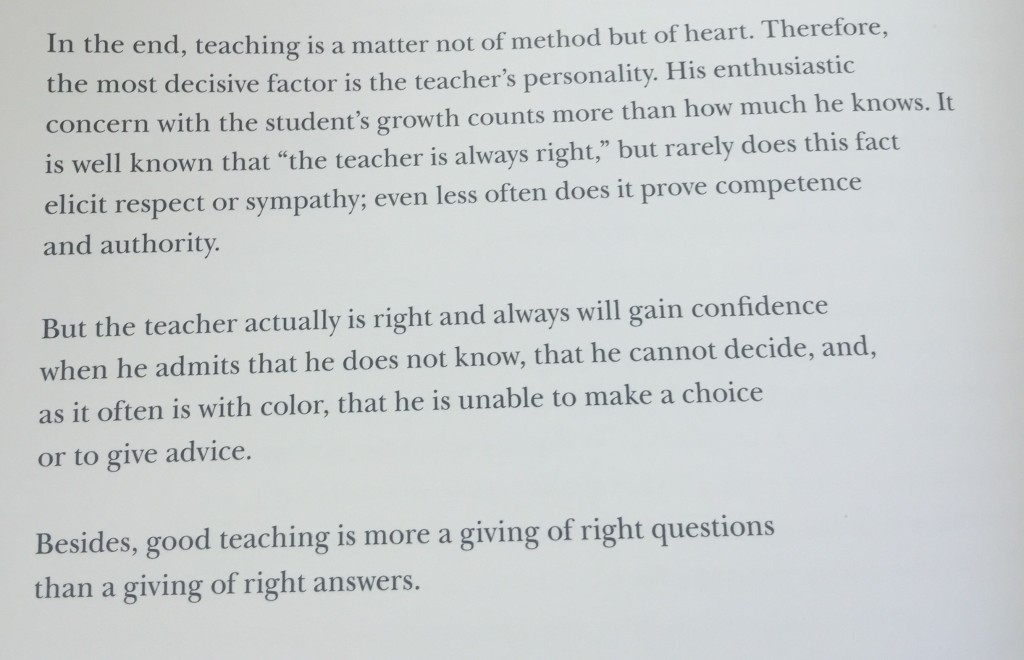 In the end, teaching is a matter not of method but of heart. Therefore,
the most decisive factor is the teacher’s personality. His enthusiastic
concern with the student’s growth counts more than how much he knows. It
is well known that “the teacher is always right,” but rarely does this fact
elicit respect or sympathy; even less often does it prove competence
and authority.
But the teacher actually is right and always will gain confidence
when he admits that he does not know, that he cannot decide, and,
as it often is with color, that he is unable to make a choice
or to give advice.
Besides, good teaching is more a giving of right questions
than a giving of right answers.